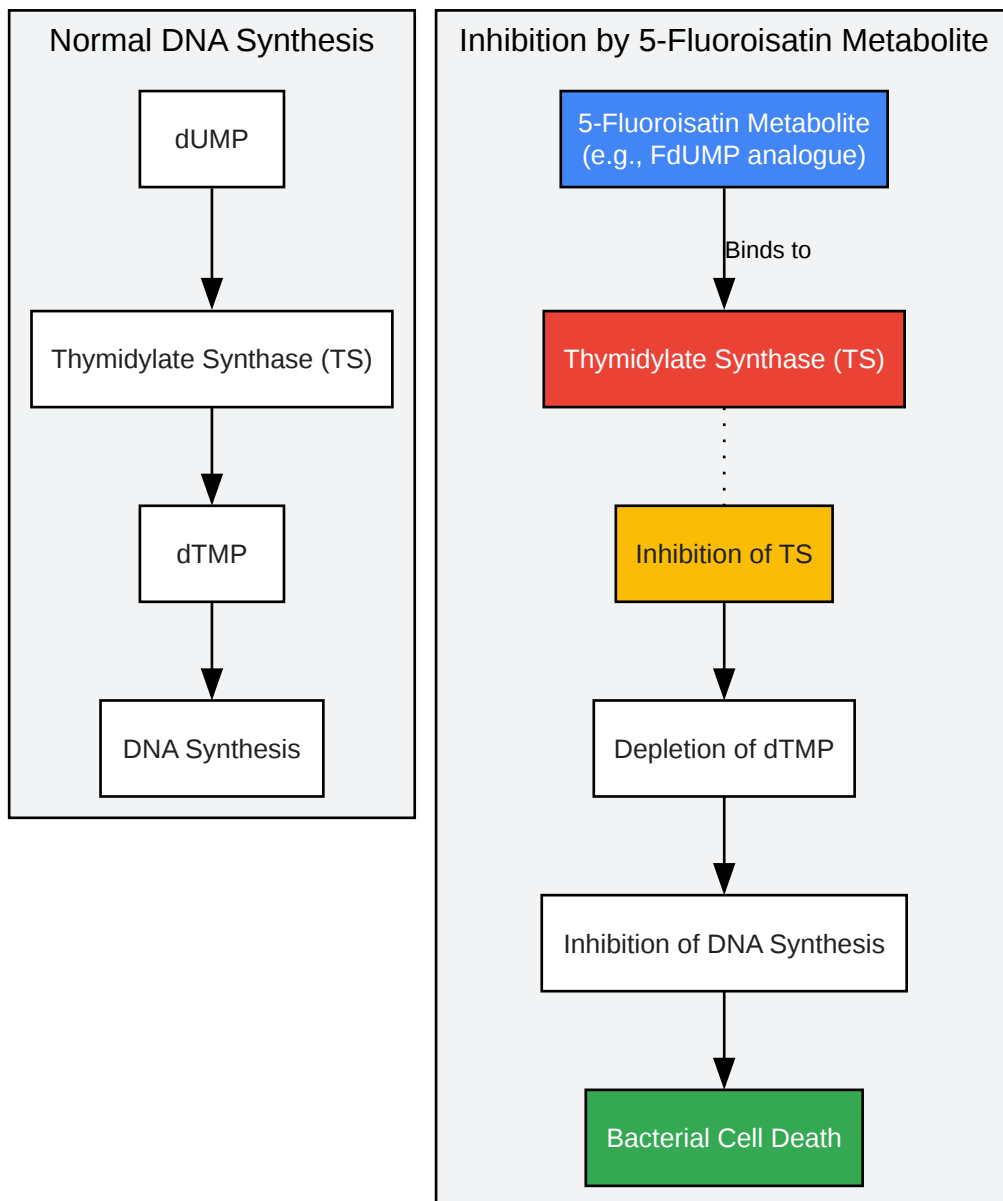 Normal DNA Synthesis
dUMP
Thymidylate Synthase (TS)
dTMP
DNA Synthesis
Inhibition by 5-Fluoroisatin Metabolite
5-Fluoroisatin Metabolite
(e.g., FdUMP analogue)
Binds to
Thymidylate Synthase (TS)
Inhibition of TS
Depletion of dTMP
Inhibition of DNA Synthesis
Bacterial Cell Death